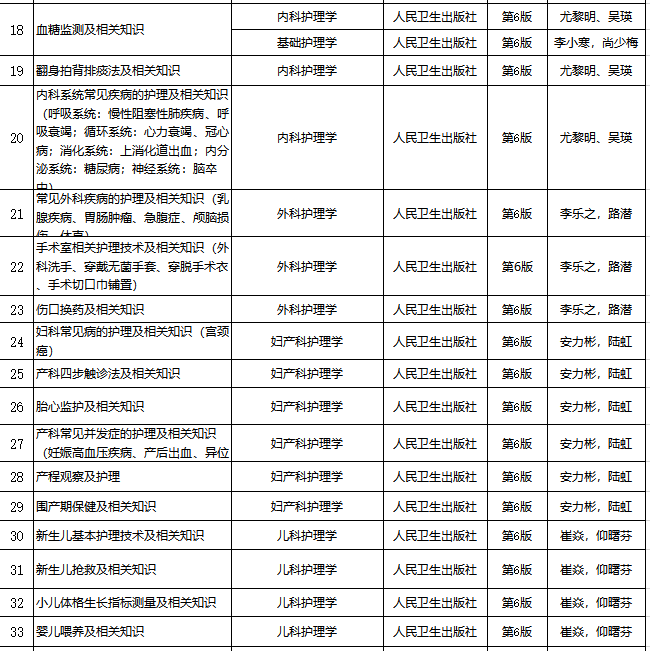 18 血糖监测及相关知识 内科护理学 人民卫生出版社 第6版 尤黎明、吴瑛
基础护理学 人民卫生出版社 第6版 李小寒，尚少梅
19 翻身拍背排痰法及相关知识 内科护理学 人民卫生出版社 第6版 尤黎明、吴瑛
内科系统常见疾病的护理及相关知识
（呼吸系统：慢性阻塞性肺疾病、呼
吸衰竭；循环系统：心力衰竭、冠心
20 病；消化系统：上消化道出血；内分 内科护理学 人民卫生出版社 第6版 尤黎明、吴瑛
泌系统：糖尿病；神经系统：脑卒
中）
常见外科疾病的护理及相关知识（乳
21 腺疾病、胃肠肿瘤、急腹症、颅脑损 外科护理学 人民卫生出版社 第6版 李乐之，路潜
手术室相关护理技术及相关知识（外
22 科洗手、穿戴无菌手套、穿脱手术衣 外科护理学 人民卫生出版社 第6版 李乐之，路潜
、手术切口巾铺置）
23 伤口换药及相关知识 外科护理学 人民卫生出版社 第6版 李乐之，路潜
妇科常见病的护理及相关知识（宫颈
24 癌） 妇产科护理学 人民卫生出版社 第6版 安力彬，陆虹
25 产科四步触诊法及相关知识 妇产科护理学 人民卫生出版社 第6版 安力彬，陆虹
26 胎心监护及相关知识 妇产科护理学 人民卫生出版社 第6版 安力彬，陆虹
产科常见并发症的护理及相关知识
27 （妊娠高血压疾病、产后出血、异位 妇产科护理学 人民卫生出版社 第6版 安力彬，陆虹
28 产程观察及护理 妇产科护理学 人民卫生出版社 第6版 安力彬，陆虹
29 围产期保健及相关知识 妇产科护理学 人民卫生出版社 第6版 安力彬，陆虹
30 新生儿基本护理技术及相关知识 儿科护理学 人民卫生出版社 第6版 崔焱，仰曙芬
31 新生儿抢救及相关知识 儿科护理学 人民卫生出版社 第6版 崔焱，仰曙芬
32 小儿体格生长指标测量及相关知识 儿科护理学 人民卫生出版社 第6版 崔焱，仰曙芬
33 婴儿喂养及相关知识 儿科护理学 人民卫生出版社 第6版 崔焱，仰曙芬